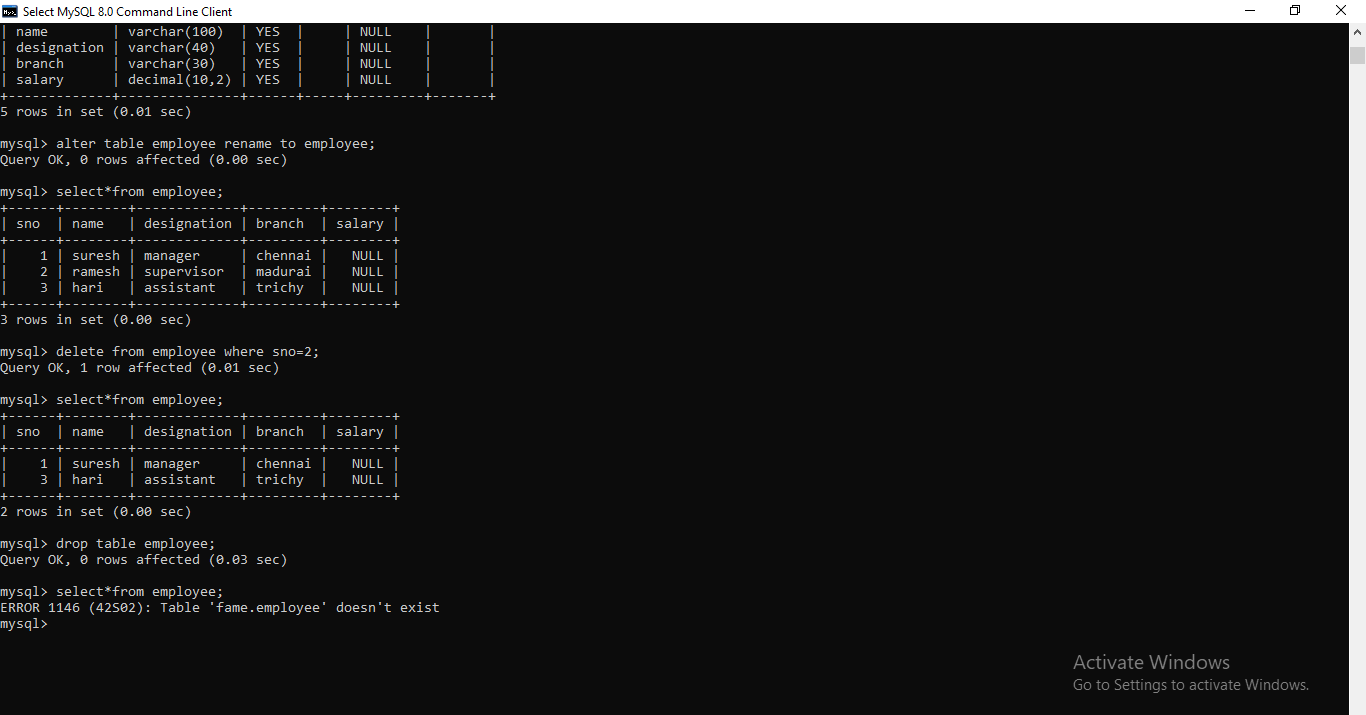 Select MySQL 8.0 Command Line Client
| name        | varchar(100)  | YES  |     | NULL    |       |
| designation | varchar(40)   | YES  |     | NULL    |       |
| branch      | varchar(30)   | YES  |     | NULL    |       |
| salary      | decimal(10,2) | YES  |     | NULL    |       |
+-------------+---------------+------+-----+---------+-------+
5 rows in set (0.01 sec)
mysql> alter table employee rename to employee;
Query OK, 0 rows affected (0.00 sec)
mysql> select*from employee;
+------+--------+-------------+---------+--------+
| sno  | name   | designation | branch  | salary |
+------+--------+-------------+---------+--------+
|    1 | suresh | manager     | chennai |   NULL |
|    2 | ramesh | supervisor  | madurai |   NULL |
|    3 | hari   | assistant   | trichy  |   NULL |
+------+--------+-------------+---------+--------+
3 rows in set (0.00 sec)
mysql> delete from employee where sno=2;
Query OK, 1 row affected (0.01 sec)
mysql> select*from employee;
+------+--------+-------------+---------+--------+
| sno  | name   | designation | branch  | salary |
+------+--------+-------------+---------+--------+
|    1 | suresh | manager     | chennai |   NULL |
|    3 | hari   | assistant   | trichy  |   NULL |
+------+--------+-------------+---------+--------+
2 rows in set (0.00 sec)
mysql> drop table employee;
Query OK, 0 rows affected (0.03 sec)
mysql> select*from employee;
ERROR 1146 (42S02): Table 'fame.employee' doesn't exist
mysql>
Activate Windows
Go to Settings to activate Windows.